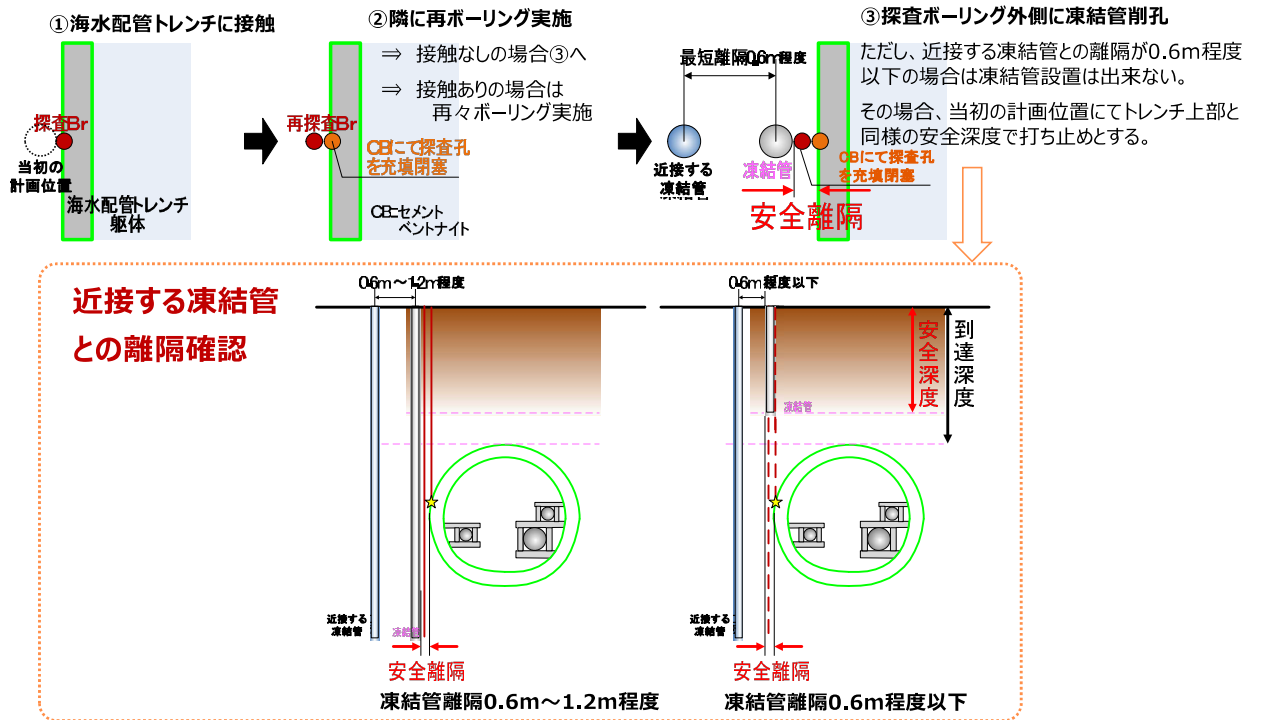 ①海水配管トレンチに接触
探査Br
当初の
計画位置
海水配管トレンチ
躯体
②隣に再ボーリング実施
⇒ 接触なしの場合③へ
⇒ 接触ありの場合は
再々ボーリング実施
再探査Br
CBにて探査孔
を充填閉塞
CB:セメント
ベントナイト
③探査ボーリング外側に凍結管削孔
ただし、近接する凍結管との離隔が0.6m程度
以下の場合は凍結管設置は出来ない。
その場合、当初の計画位置にてトレンチ上部と
同様の安全深度で打ち止めとする。
最短離隔0.6m程度
近接する
凍結管
凍結管
CBにて探査孔
を充填閉塞
安全離隔
近接する凍結管
との離隔確認
0.6m～1.2m程度
近接する
凍結管
凍結管
安全離隔
凍結管離隔0.6m～1.2m程度
0.6m程度以下
安全深度
到達深度
凍結管
近接する
凍結管
安全離隔
凍結管離隔0.6m程度以下